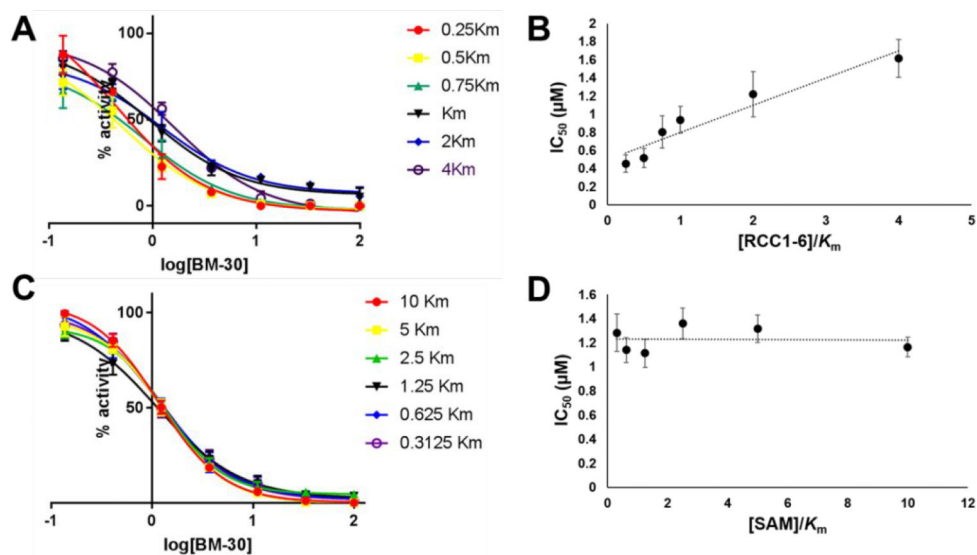 A
100
50
0
% activity
-1 0 1 2
log[BM-30]
0.25Km
0.5Km
0.75Km
Km
2Km
4Km
B
IC50 (µM)
2
1.8
1.6
1.4
1.2
1
0.8
0.6
0.4
0.2
0
0 1 2 3 4 5
[RCC1-6]/Km
C
100
50
% activity
-1 0 1 2
log[BM-30]
10 Km
5 Km
2.5 Km
1.25 Km
0.625 Km
0.3125 Km
D
IC50 (µM)
1.6
1.4
1.2
1
0.8
0.6
0.4
0.2
0
0 2 4 6 8 10 12
[SAM]/Km